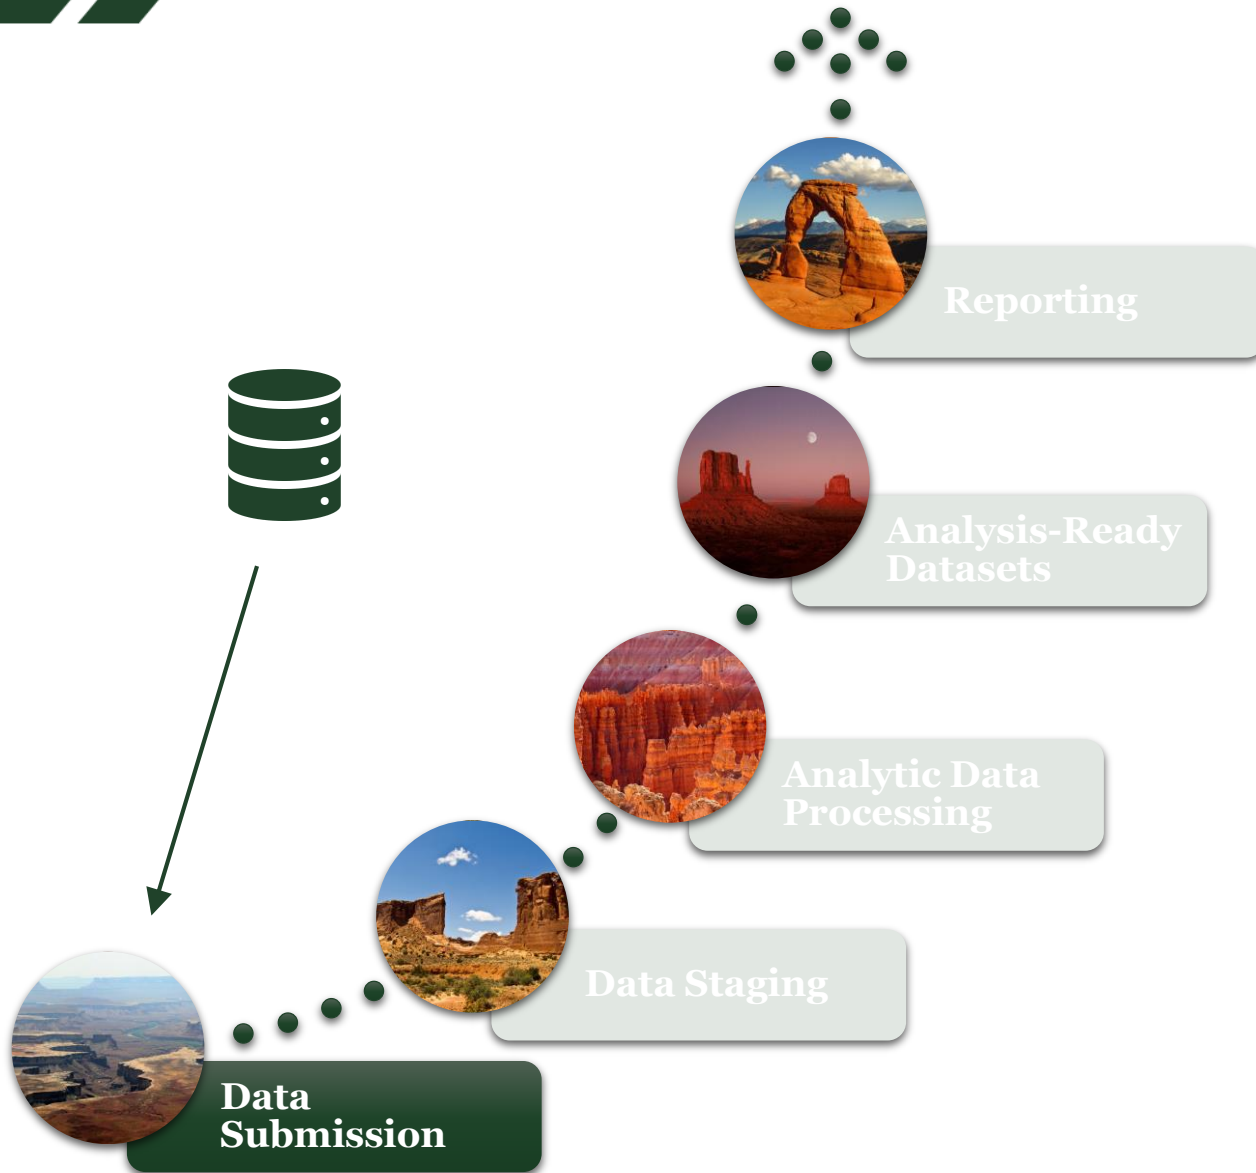 Reporting
Analysis-Ready
Datasets
Analytic Data
Processing
Data Staging
Data
Submission